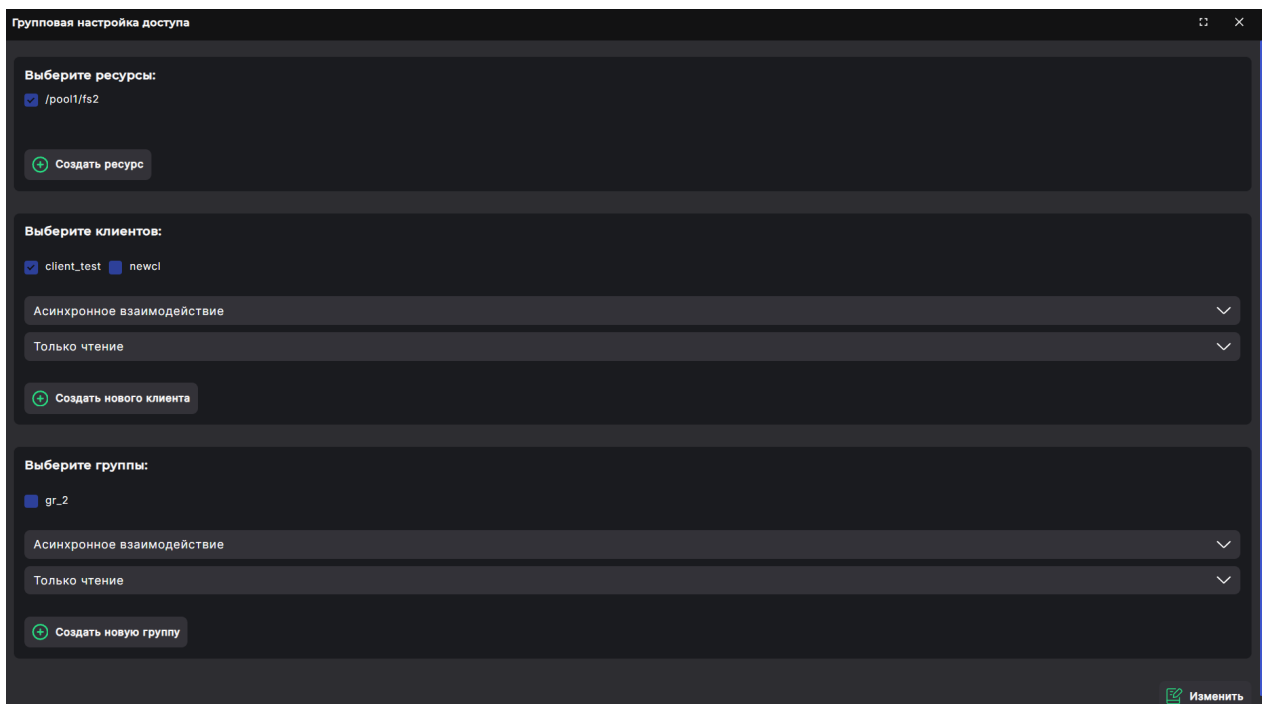 Групповая настройка доступа
Выберите ресурсы:
/pool1/fs2
Создать ресурс
Выберите клиентов:
client_test newcl
Асинхронное взаимодействие
Только чтение
Создать нового клиента
Выберите группы:
gr_2
Асинхронное взаимодействие
Только чтение
Создать новую группу
Изменить